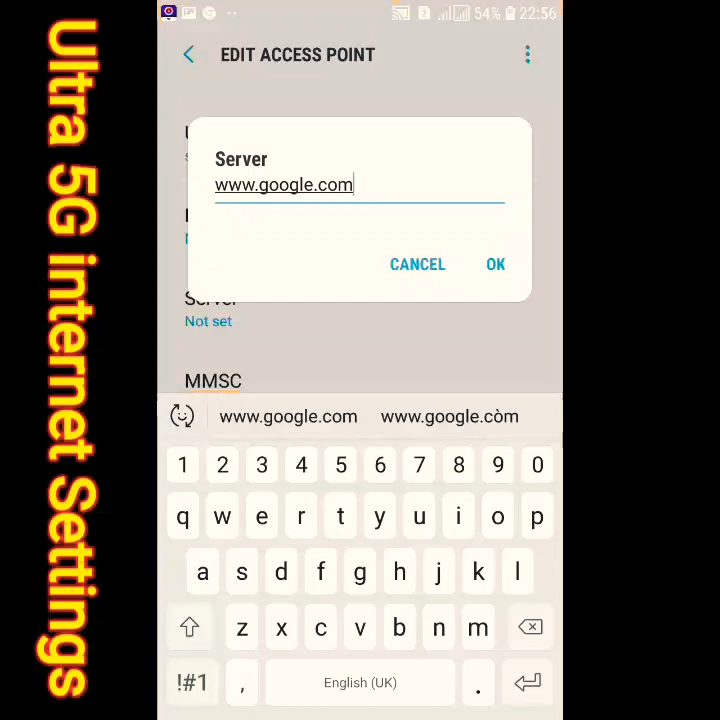 Ultra 5G internet Settings
2
54%
22:56
EDIT ACCESS POINT
Server
www.google.com
CANCEL
OK
Server
Not set
MMSC
www.google.com
www.google.còm
1 2 3 4 5 6 7 8 9 0
q w e r t y u i o p
a s d f g h j k l
z x c v b n m
!#1 , English (UK) .